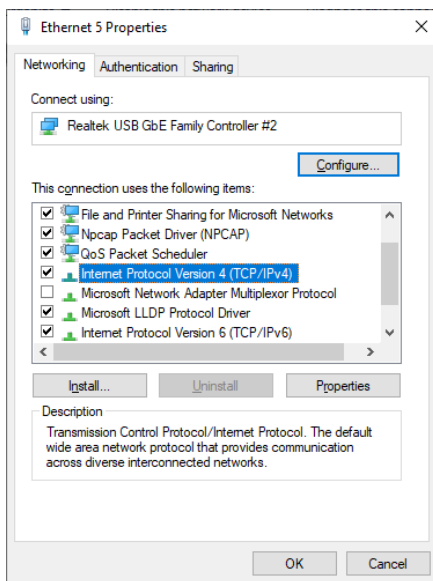 Ethernet 5 Properties
Networking Authentication Sharing
Connect using:
Realtek USB GbE Family Controller #2
Configure...
This connection uses the following items:
File and Printer Sharing for Microsoft Networks
Npcap Packet Driver (NPCAP)
QoS Packet Scheduler
Internet Protocol Version 4 (TCP/IPv4)
Microsoft Network Adapter Multiplexor Protocol
Microsoft LLDP Protocol Driver
Internet Protocol Version 6 (TCP/IPv6)
Install... Uninstall Properties
Description
Transmission Control Protocol/Internet Protocol. The default
wide area network protocol that provides communication
across diverse interconnected networks.
OK Cancel